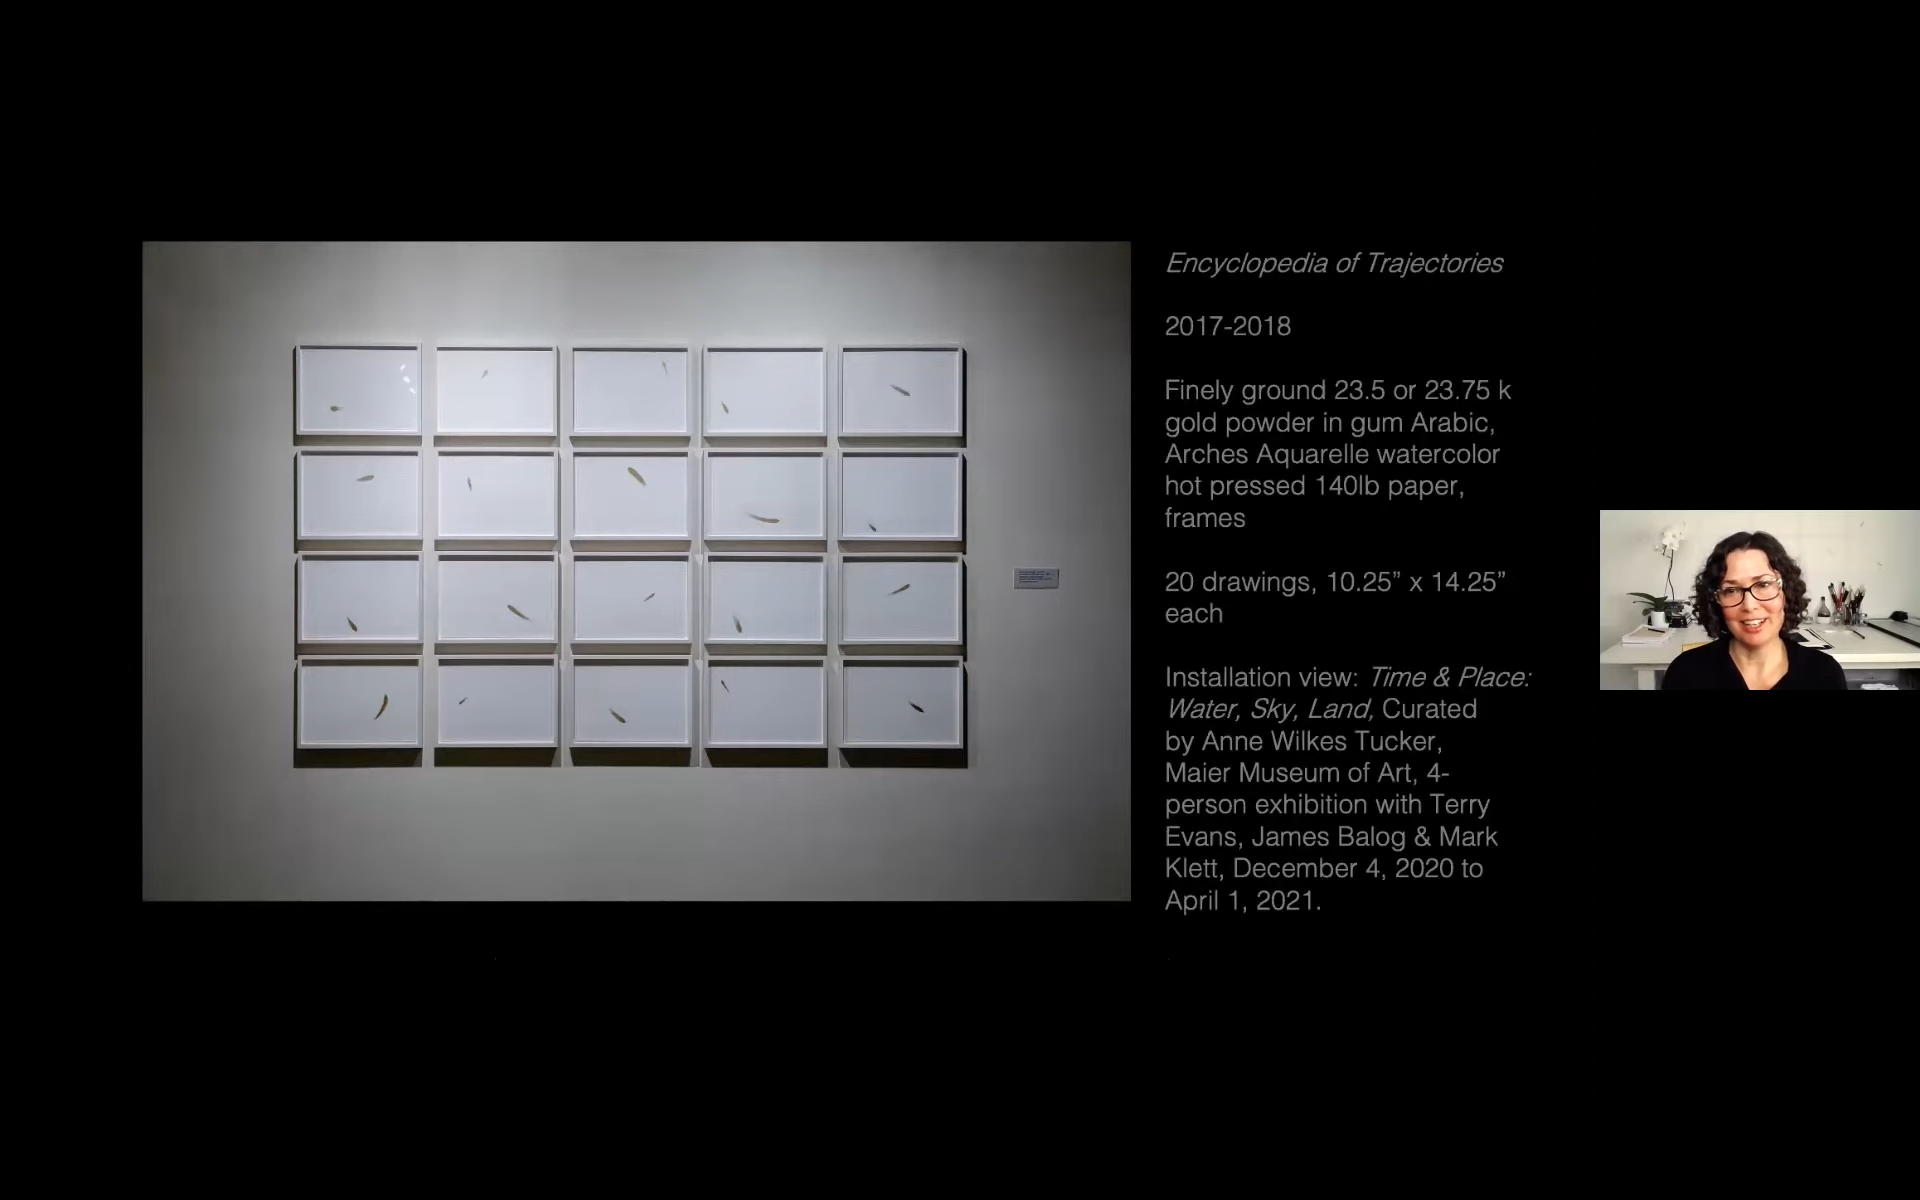 Encyclopedia of Trajectories
2017-2018
Finely ground 23.5 or 23.75 k
gold powder in gum Arabic,
Arches Aquarelle watercolor
hot pressed 140lb paper,
frames
20 drawings, 10.25” x 14.25”
each
Installation view: Time & Place:
Water, Sky, Land, Curated
by Anne Wilkes Tucker,
Maier Museum of Art, 4-
person exhibition with Terry
Evans, James Balog & Mark
Klett, December 4, 2020 to
April 1, 2021.